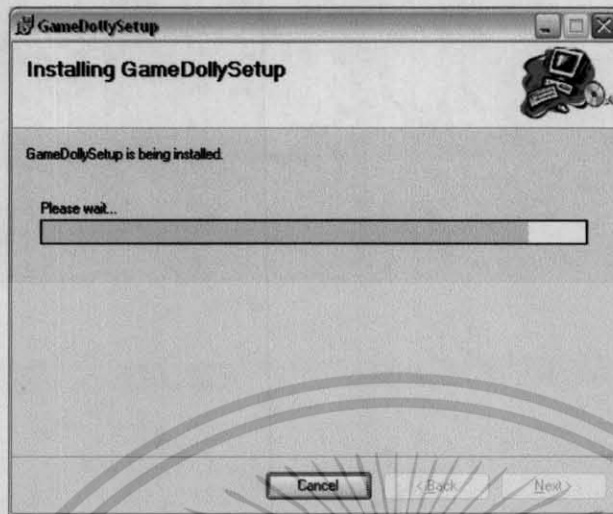 GameDollySetup
Installing GameDollySetup
GameDollySetup is being installed.
Please wait...
Cancel
< Back
Next >